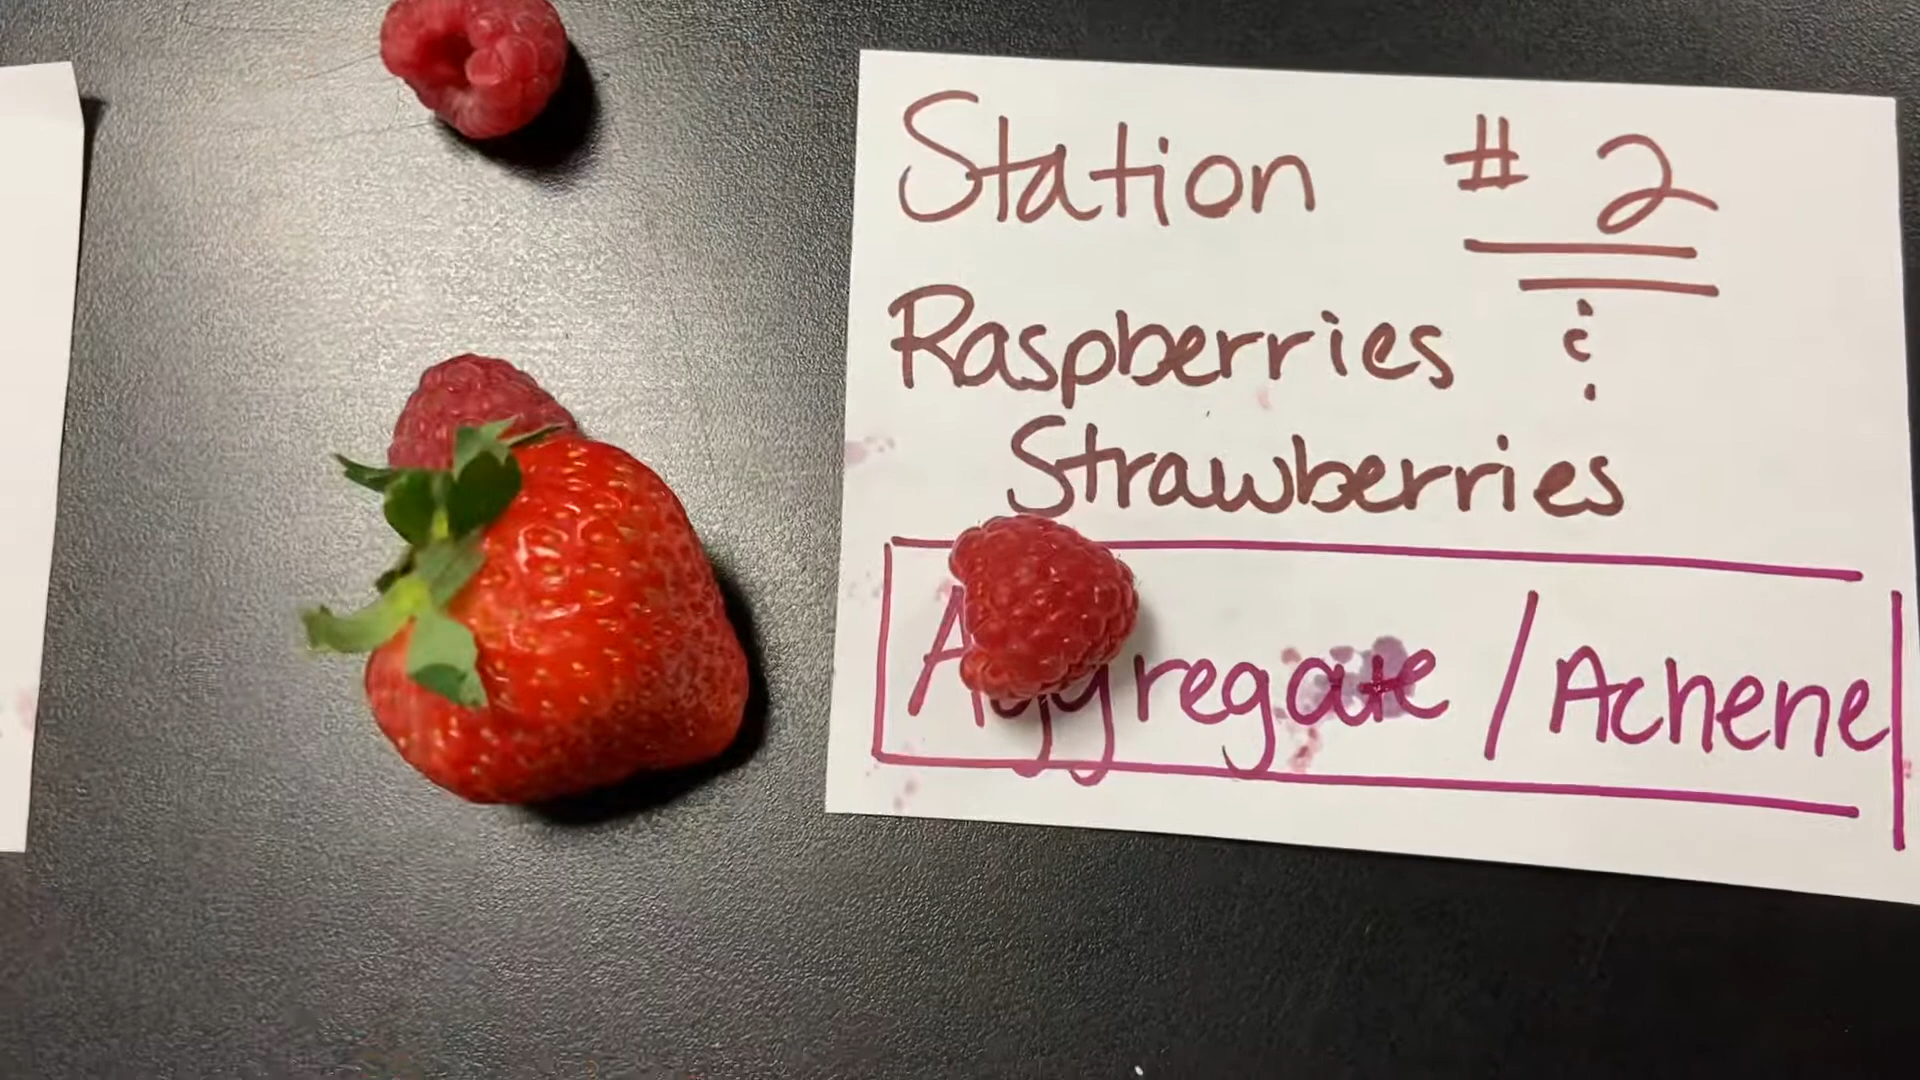 Station # 2
Raspberries &
Strawberries
Aggregate / Achene